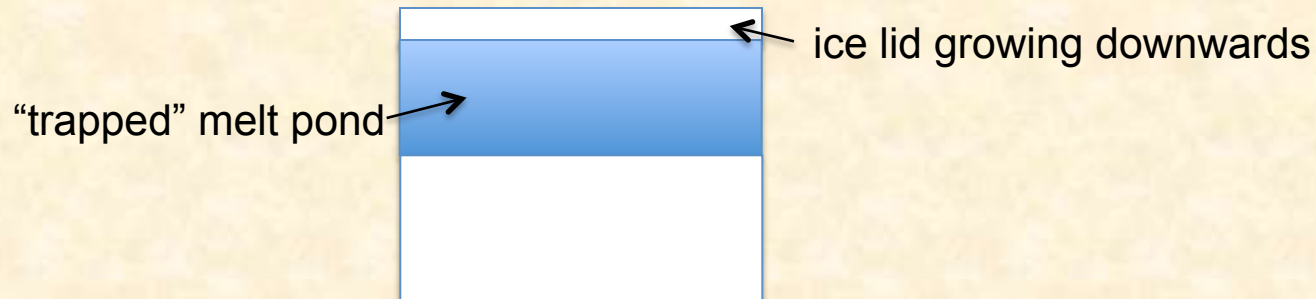 ice lid growing downwards
“trapped” melt pond